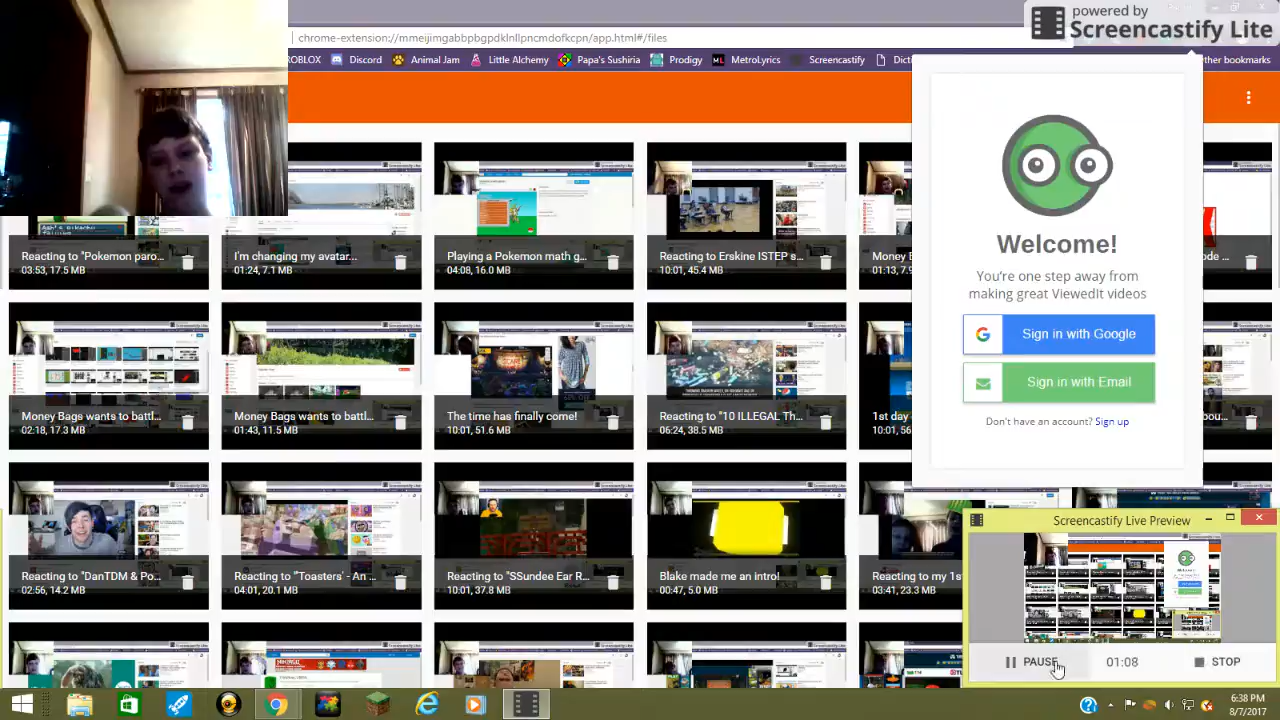 powered by
Screencastify Lite
chrome-extension://mmeijimgabbpbgpdklnllpncmdofkcpn/app.html#/files
ROBLOX Discord Animal Jam Little Alchemy Papa's Sushiria Prodigy MetroLyrics Screencastify Other bookmarks
Welcome!
You're one step away from
making great ViewedIt videos
Sign in with Google
Sign in with Email
Don't have an account? Sign up
Reacting to "Pokemon paro...
03:53, 17.5 MB
I'm changing my avatar...
01:24, 7.1 MB
Playing a Pokemon math g...
04:08, 16.0 MB
Reacting to Erskine ISTEP s...
10:01, 45.4 MB
Money
01:13, 7.9
Money Bags wants to battl...
02:18, 17.3 MB
Money Bags wants to battl...
01:43, 11.5 MB
The time has finally come!
10:01, 51.6 MB
Reacting to "10 ILLEGAL Th...
06:24, 38.5 MB
1st day
10:01, 56
Reacting to "DanTDM & Po...
02:56, 14.2 MB
Reacting to "Toasted" - in ...
04:01, 20.1 MB
Reacting to "SSundee Ear R...
Blake made me an intro!
00:47, 5.0 MB
Reacting to my 1st
03:41, 23.3 MB
Screencastify Live Preview
PAUSE 01:08 STOP
6:38 PM
8/7/2017